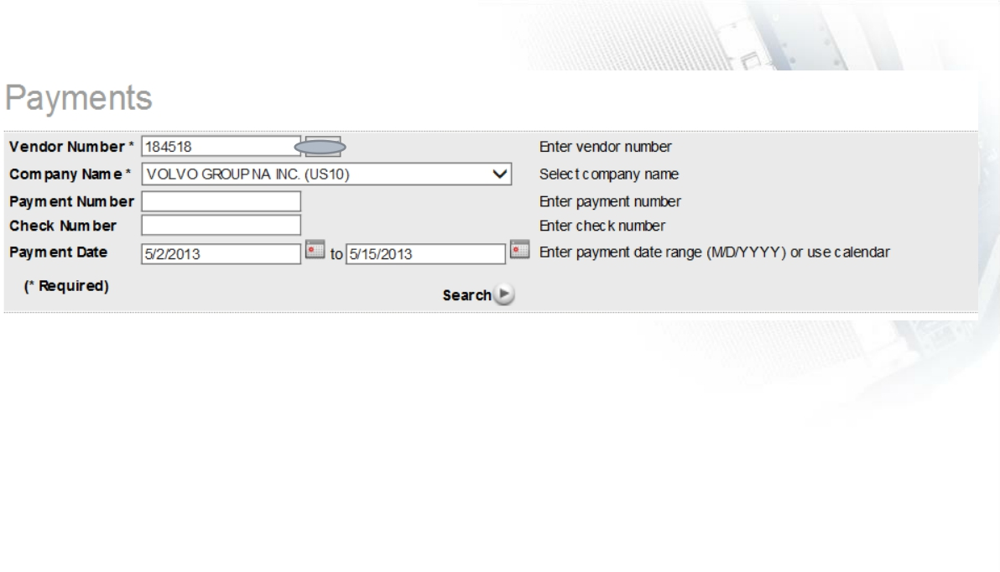 Payments
Vendor Number * 184518 Enter vendor number
Company Name * VOLVO GROUP NA INC. (US10) Select company name
Payment Number Enter payment number
Check Number Enter check number
Payment Date 5/2/2013 to 5/15/2013 Enter payment date range (M/D/YYYY) or use calendar
(* Required)
Search